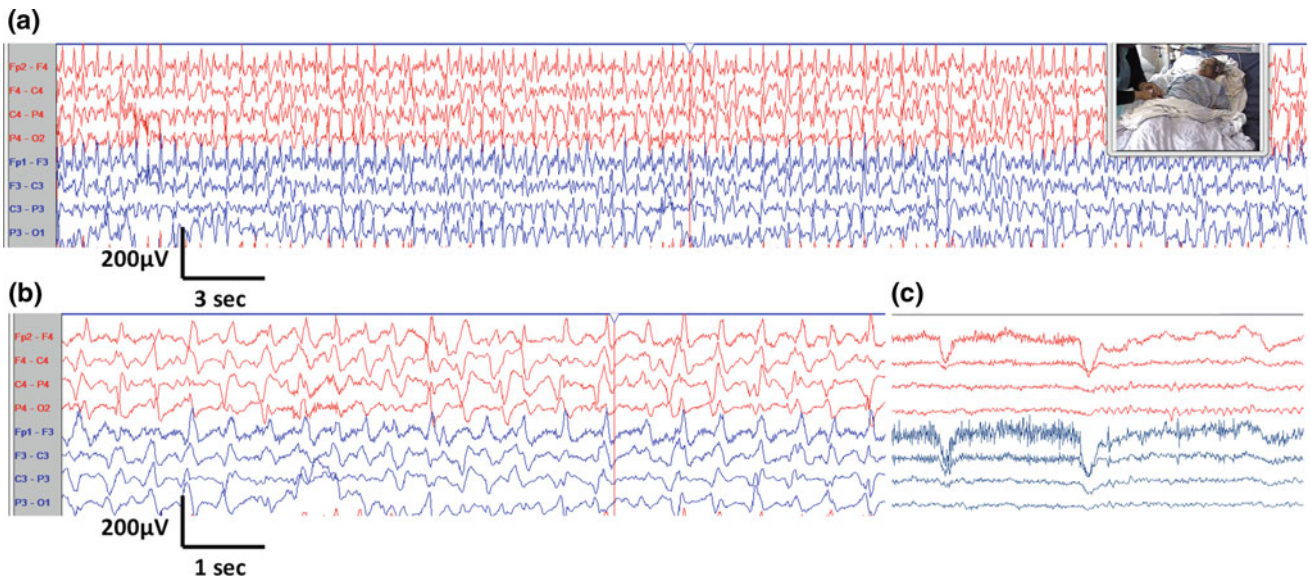 (a)
Fp2 - F4
F4 - C4
C4 - P4
P4 - O2
Fp1 - F3
F3 - C3
C3 - P3
P3 - O1
200μV
3 sec
(b)
Fp2 - F4
F4 - C4
C4 - P4
P4 - O2
Fp1 - F3
F3 - C3
C3 - P3
P3 - O1
200μV
1 sec
(c)